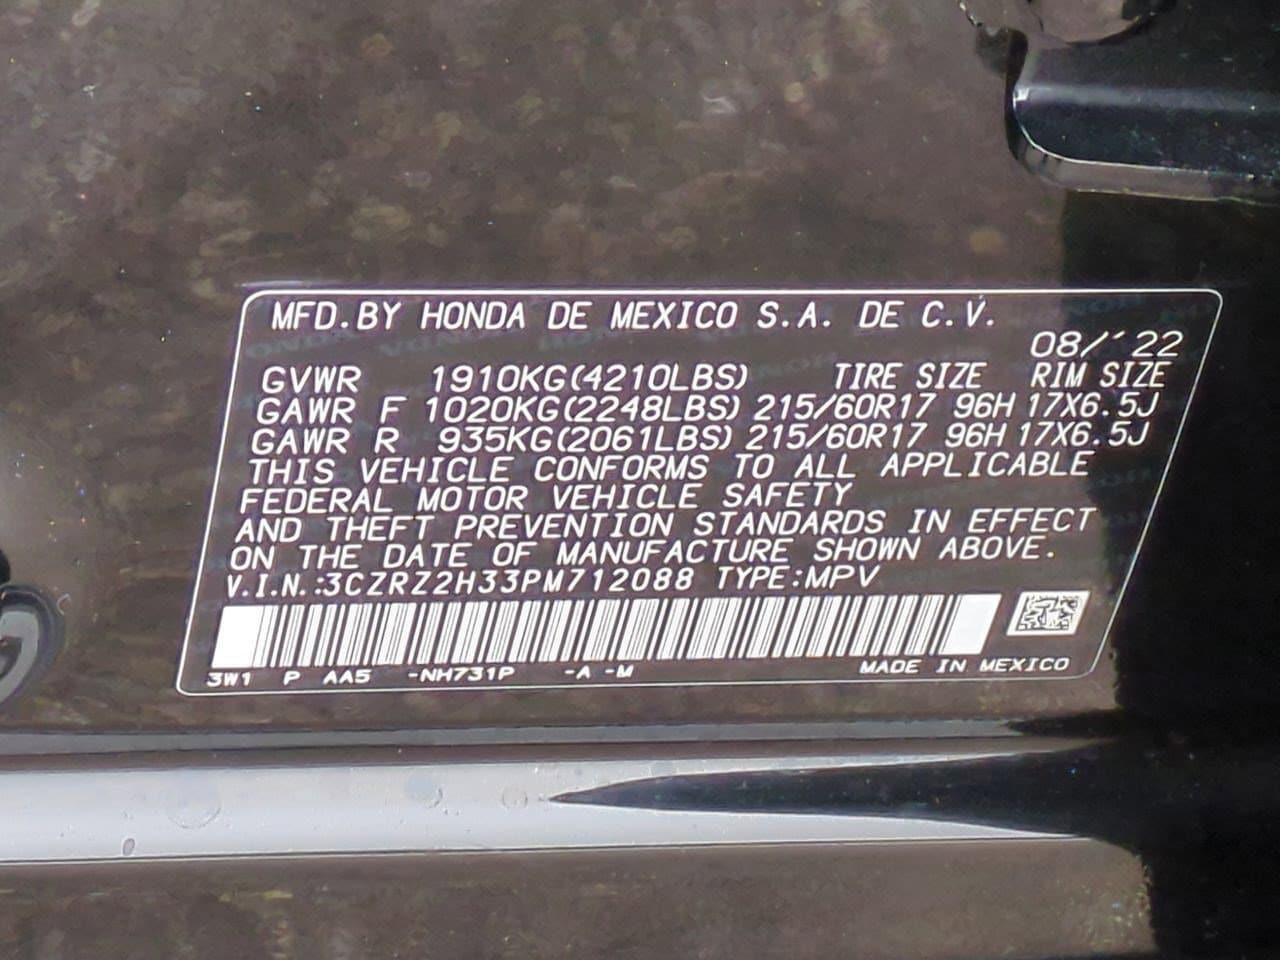 MFD.BY HONDA DE MEXICO S.A. DE C.V.
08/'22
GVWR 1910KG(4210LBS) TIRE SIZE RIM SIZE
GAWR F 1020KG(2248LBS) 215/60R17 96H 17X6.5J
GAWR R 935KG(2061LBS) 215/60R17 96H 17X6.5J
THIS VEHICLE CONFORMS TO ALL APPLICABLE
FEDERAL MOTOR VEHICLE SAFETY
AND THEFT PREVENTION STANDARDS IN EFFECT
ON THE DATE OF MANUFACTURE SHOWN ABOVE.
V.I.N.:3CZRZ2H33PM712088 TYPE:MPV
3W1 P AA5 -NH731P -A -M MADE IN MEXICO